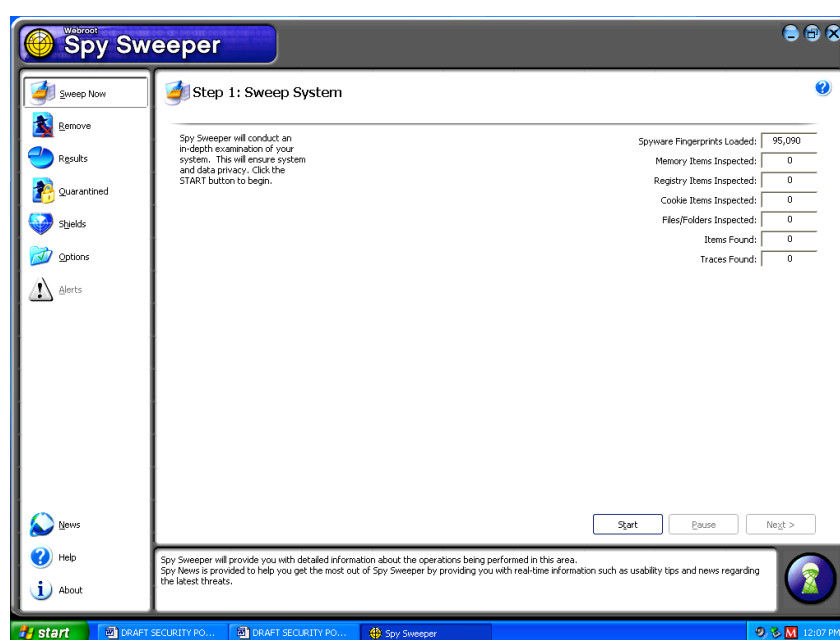 Webroot
Spy Sweeper
Sweep Now
Remove
Results
Quarantined
Shields
Options
Alerts
News
Help
About
Step 1: Sweep System
Spy Sweeper will conduct an
in-depth examination of your
system. This will ensure system
and data privacy. Click the
START button to begin.
Spyware Fingerprints Loaded: 95,090
Memory Items Inspected: 0
Registry Items Inspected: 0
Cookie Items Inspected: 0
Files/Folders Inspected: 0
Items Found: 0
Traces Found: 0
Start Pause Next >
Spy Sweeper will provide you with detailed information about the operations being performed in this area.
Spy News is provided to help you get the most out of Spy Sweeper by providing you with real-time information such as usability tips and news regarding
the latest threats.
start DRAFT SECURITY PO... DRAFT SECURITY PO... Spy Sweeper M 12:07 PM